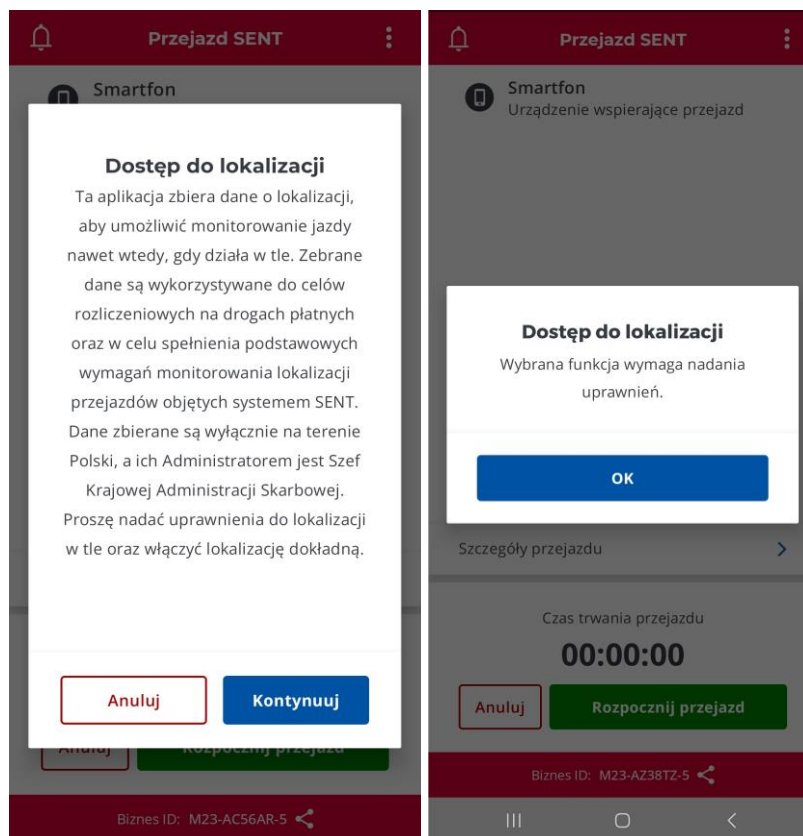 Przejazd SENT
Smartfon
Dostęp do lokalizacji
Ta aplikacja zbiera dane o lokalizacji,
aby umożliwić monitorowanie jazdy
nawet wtedy, gdy działa w tle. Zebrane
dane są wykorzystywane do celów
rozliczeniowych na drogach płatnych
oraz w celu spełnienia podstawowych
wymagań monitorowania lokalizacji
przejazdów objętych systemem SENT.
Dane zbierane są wyłącznie na terenie
Polski, a ich Administratorem jest Szef
Krajowej Administracji Skarbowej.
Proszę nadać uprawnienia do lokalizacji
w tle oraz włączyć lokalizację dokładną.
Anuluj Kontynuuj
Anuluj Rozpocznij przejazd
Biznes ID: M23-AC56AR-5
Przejazd SENT
Smartfon
Urządzenie wspierające przejazd
Dostęp do lokalizacji
Wybrana funkcja wymaga nadania
uprawnień.
OK
Szczegóły przejazdu
Czas trwania przejazdu
00:00:00
Anuluj Rozpocznij przejazd
Biznes ID: M23-AZ38TZ-5